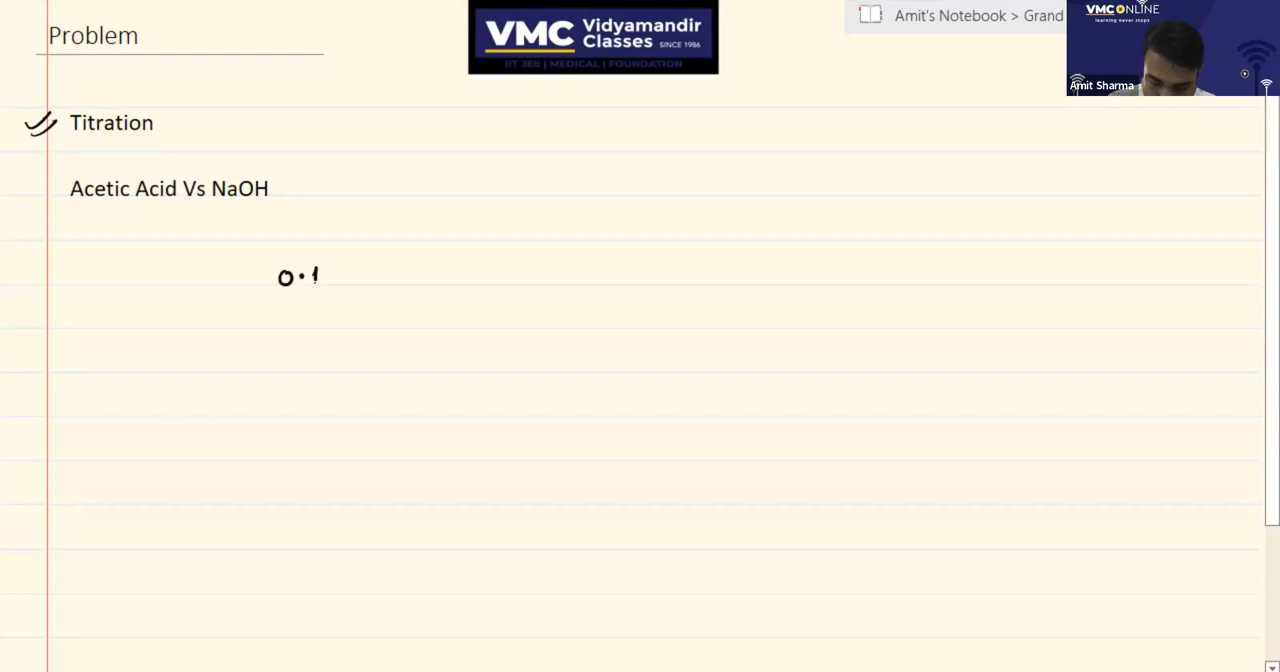 Problem
VMC Vidyamandir Classes SINCE 1986
IIT JEE | MEDICAL | FOUNDATION
Amit's Notebook > Grand
VMC ONLINE
learning never stops
Amit Sharma
Titration
Acetic Acid Vs NaOH
0.1